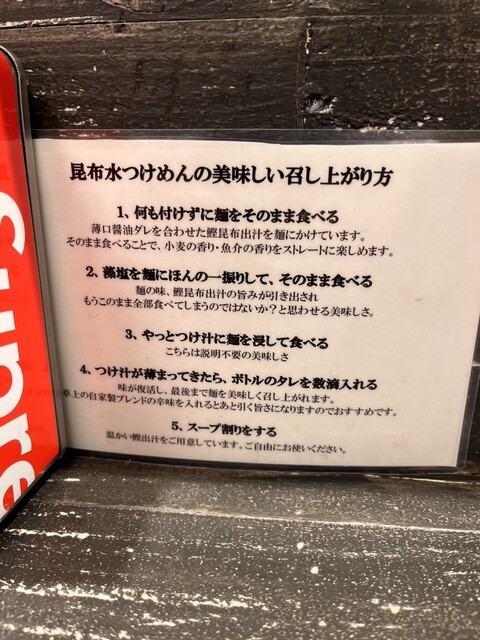 昆布水つけめんの美味しい召し上がり方
1、何も付けずに麺をそのまま食べる
薄口醤油ダレを合わせた鰹昆布出汁を麺にかけています。
そのまま食べることで、小麦の香り・魚介の香りをストレートに楽しめます。
2、藻塩を麺にほんの一振りして、そのまま食べる
麺の味、鰹昆布出汁の旨みが引き出され
もうこのまま全部食べてしまうのではないか?と思わせる美味しさ。
3、やっとつけ汁に麺を浸して食べる
こちらは説明不要の美味しさ
4、つけ汁が薄まってきたら、ボトルのタレを数滴入れる
味が復活し、最後まで麺を美味しく召し上がれます。
卓上の自家製ブレンドの辛味を入れるとあと引く旨さになりますのでおすすめです。
5、スープ割りをする
温かい鰹出汁をご用意しています。ご自由にお使いください。
Supre